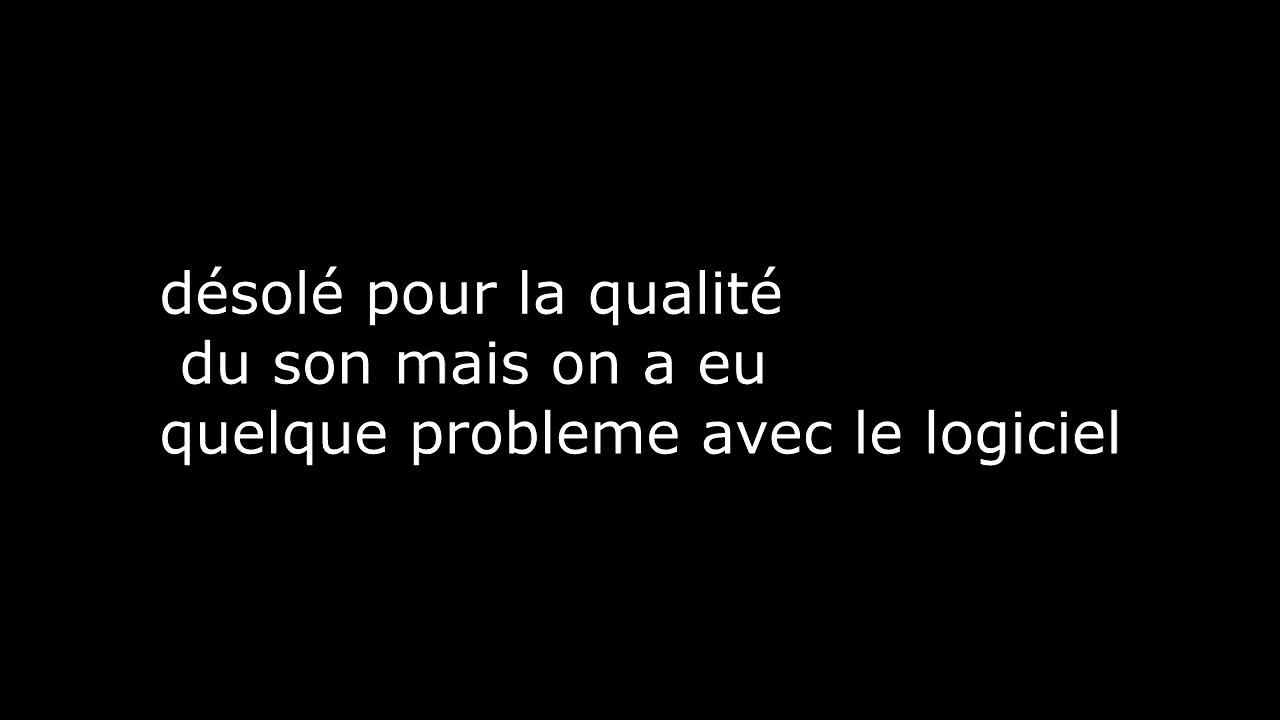 désolé pour la qualité
du son mais on a eu
quelque probleme avec le logiciel